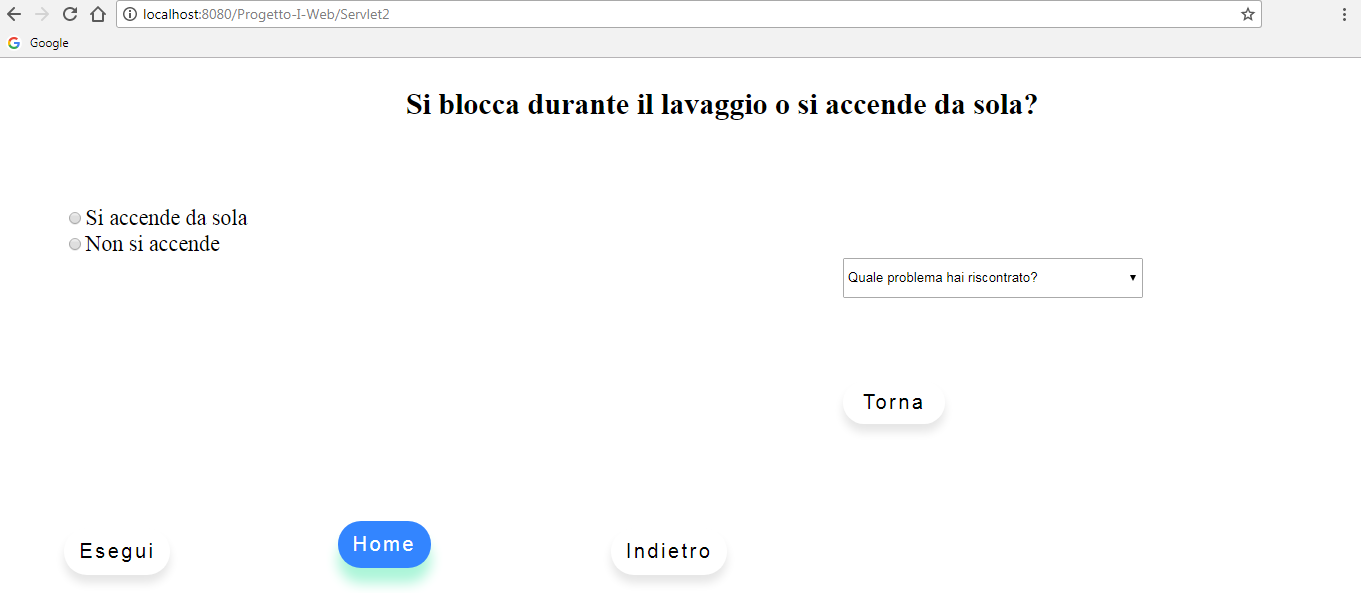 localhost:8080/Progetto-I-Web/Servlet2
Google
Si blocca durante il lavaggio o si accende da sola?
Si accende da sola
Non si accende
Quale problema hai riscontrato?
Torna
Esegui
Home
Indietro